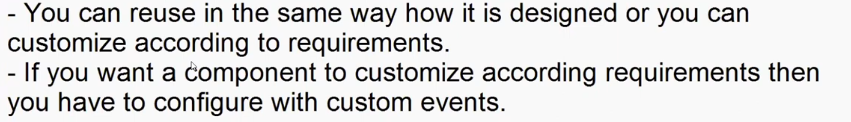 - You can reuse in the same way how it is designed or you can
customize according to requirements.
- If you want a component to customize according requirements then
you have to configure with custom events.